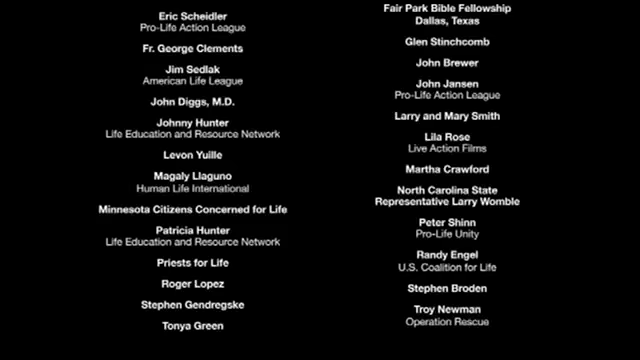 Eric Scheidler
Pro-Life Action League
Fr. George Clements
Jim Sedlak
American Life League
John Diggs, M.D.
Johnny Hunter
Life Education and Resource Network
Levon Yuille
Magaly Llaguno
Human Life International
Minnesota Citizens Concerned for Life
Patricia Hunter
Life Education and Resource Network
Priests for Life
Roger Lopez
Stephen Gendregske
Tonya Green
Fair Park Bible Fellowship
Dallas, Texas
Glen Stinchcomb
John Brewer
John Jansen
Pro-Life Action League
Larry and Mary Smith
Lila Rose
Live Action Films
Martha Crawford
North Carolina State
Representative Larry Womble
Peter Shinn
Pro-Life Unity
Randy Engel
U.S. Coalition for Life
Stephen Broden
Troy Newman
Operation Rescue